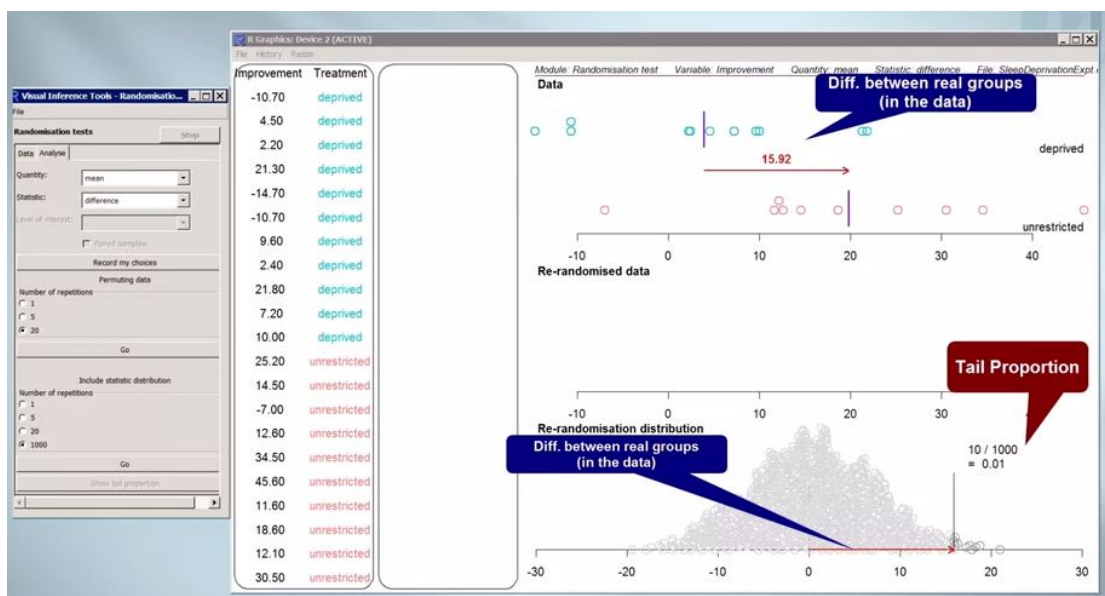 R Graphics: Device 2 (ACTIVE)
File History Resize
Visual Inference Tools - Randomisatio...
File
Randomisation tests
Stop
Data Analyse
Quantity:
mean
Statistic:
difference
Level of interest:
Paired samples
Record my choices
Permuting data
Number of repetitions
1
5
20
Go
Include statistic distribution
Number of repetitions
1
5
20
1000
Go
Show tail proportion
Improvement Treatment
-10.70 deprived
4.50 deprived
2.20 deprived
21.30 deprived
-14.70 deprived
-10.70 deprived
9.60 deprived
2.40 deprived
21.80 deprived
7.20 deprived
10.00 deprived
25.20 unrestricted
14.50 unrestricted
-7.00 unrestricted
12.60 unrestricted
34.50 unrestricted
45.60 unrestricted
11.60 unrestricted
18.60 unrestricted
12.10 unrestricted
30.50 unrestricted
Module: Randomisation test Variable: Improvement Quantity: mean Statistic: difference File: SleepDeprivationExpt
Data
Diff. between real groups
(in the data)
deprived
15.92
unrestricted
-10 0 10 20 30 40
Re-randomised data
Tail Proportion
-10 0 10 20 30
Re-randomisation distribution
Diff. between real groups
(in the data)
10 / 1000
= 0.01
-30 -20 -10 0 10 20 30